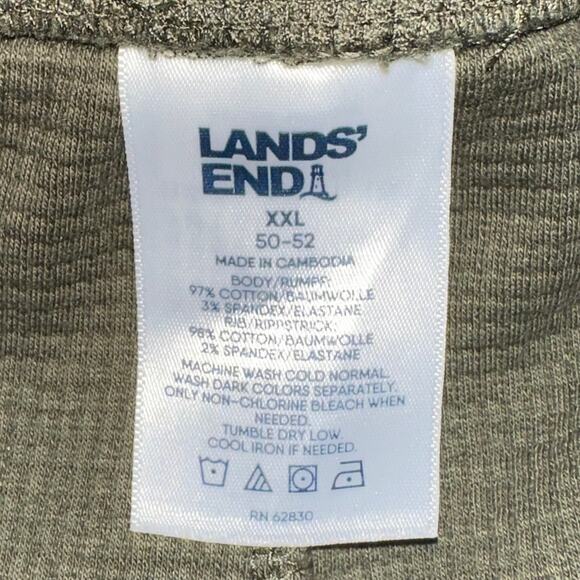 LANDS'
END
XXL
50-52
MADE IN CAMBODIA
BODY/RUMPF:
97% COTTON/BAUMWOLLE
3% SPANDEX/ELASTANE
RIB/RIPPSTRICK:
98% COTTON/BAUMWOLLE
2% SPANDEX/ELASTANE
MACHINE WASH COLD NORMAL.
WASH DARK COLORS SEPARATELY.
ONLY NON-CHLORINE BLEACH WHEN
NEEDED.
TUMBLE DRY LOW.
COOL IRON IF NEEDED.
RN 62830